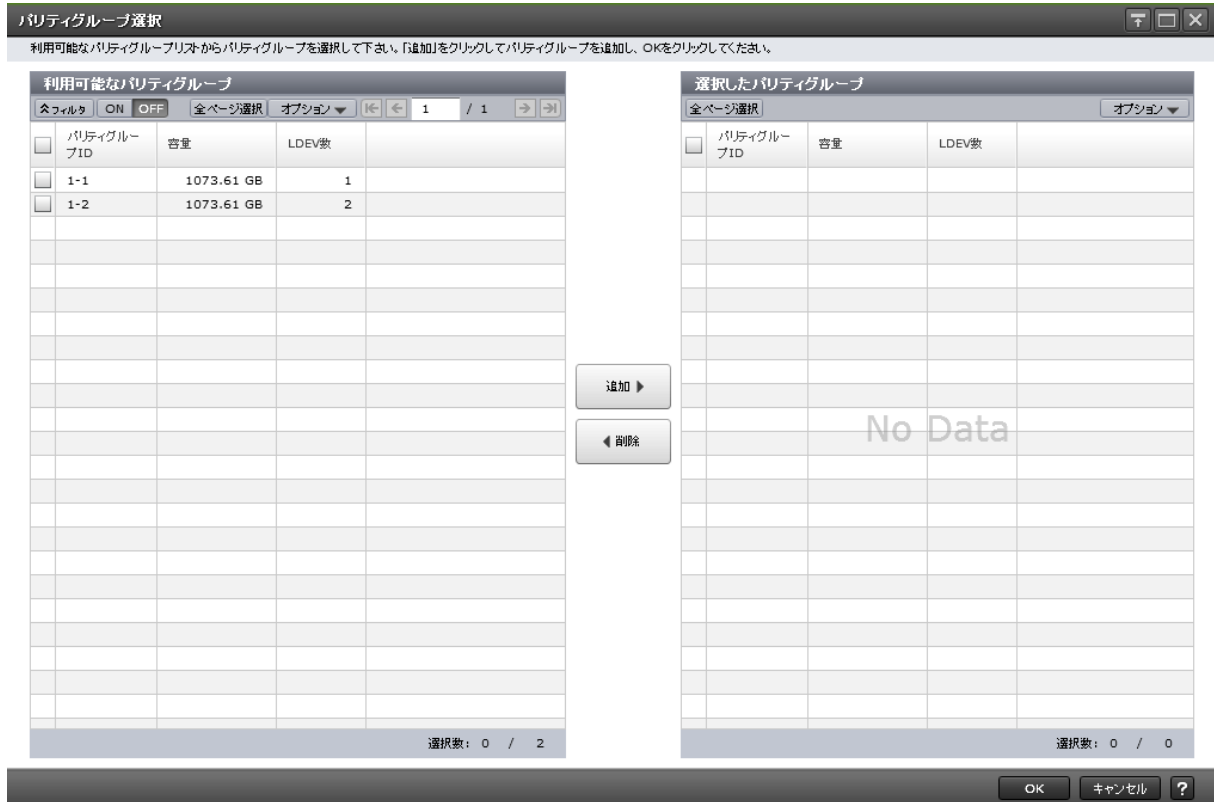 パリティグループ選択
利用可能なパリティグループリストからパリティグループを選択して下さい。「追加」をクリックしてパリティグループを追加し、OKをクリックしてください。
利用可能なパリティグループ
フィルタ ON OFF 全ページ選択 オプション 1 / 1
パリティグルー
プID
容量
LDEV数
1-1 1073.61 GB 1
1-2 1073.61 GB 2
選択数: 0 / 2
追加
削除
選択したパリティグループ
全ページ選択 オプション
パリティグルー
プID
容量
LDEV数
No Data
選択数: 0 / 0
OK キャンセル ?